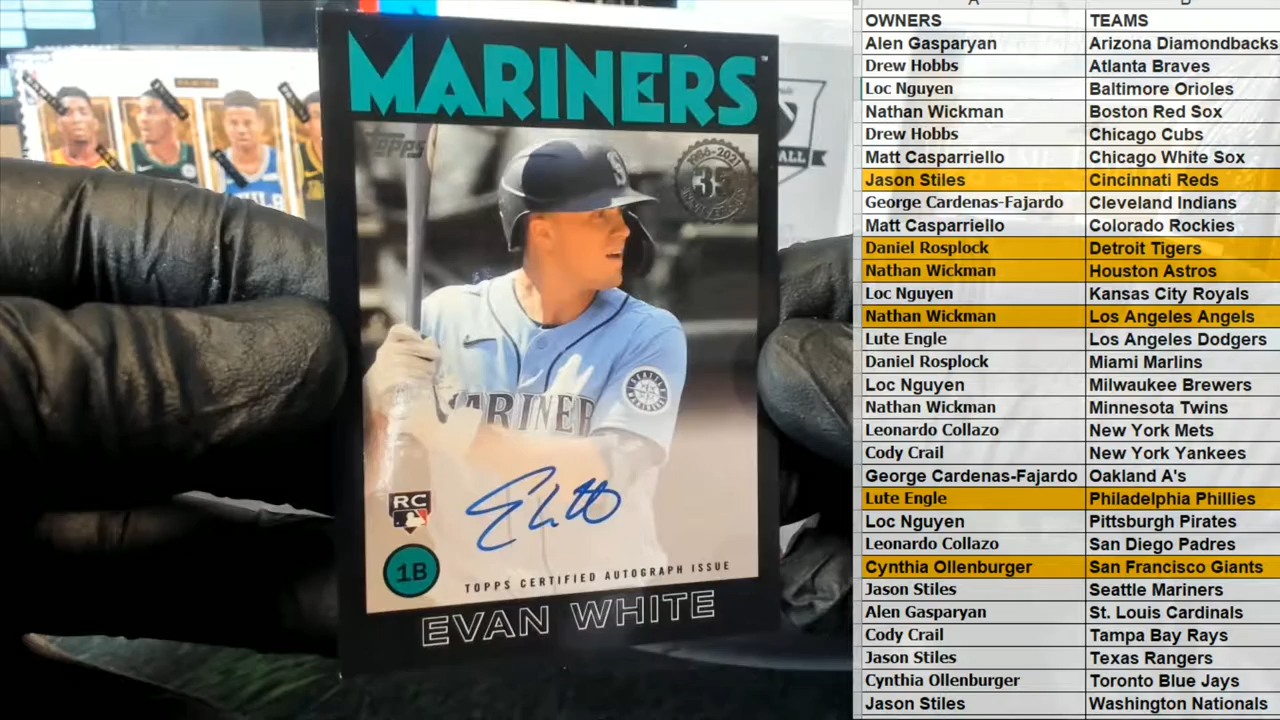 MARINERS
™
Topps
1986-2021
35
ANNIVERSARY
S
MARINER
RC
1B
TOPPS CERTIFIED AUTOGRAPH ISSUE
EVAN WHITE
PANINI
ALL
OWNERS TEAMS
Alen Gasparyan Arizona Diamondbacks
Drew Hobbs Atlanta Braves
Loc Nguyen Baltimore Orioles
Nathan Wickman Boston Red Sox
Drew Hobbs Chicago Cubs
Matt Casparriello Chicago White Sox
Jason Stiles Cincinnati Reds
George Cardenas-Fajardo Cleveland Indians
Matt Casparriello Colorado Rockies
Daniel Rosplock Detroit Tigers
Nathan Wickman Houston Astros
Loc Nguyen Kansas City Royals
Nathan Wickman Los Angeles Angels
Lute Engle Los Angeles Dodgers
Daniel Rosplock Miami Marlins
Loc Nguyen Milwaukee Brewers
Nathan Wickman Minnesota Twins
Leonardo Collazo New York Mets
Cody Crail New York Yankees
George Cardenas-Fajardo Oakland A's
Lute Engle Philadelphia Phillies
Loc Nguyen Pittsburgh Pirates
Leonardo Collazo San Diego Padres
Cynthia Ollenburger San Francisco Giants
Jason Stiles Seattle Mariners
Alen Gasparyan St. Louis Cardinals
Cody Crail Tampa Bay Rays
Jason Stiles Texas Rangers
Cynthia Ollenburger Toronto Blue Jays
Jason Stiles Washington Nationals